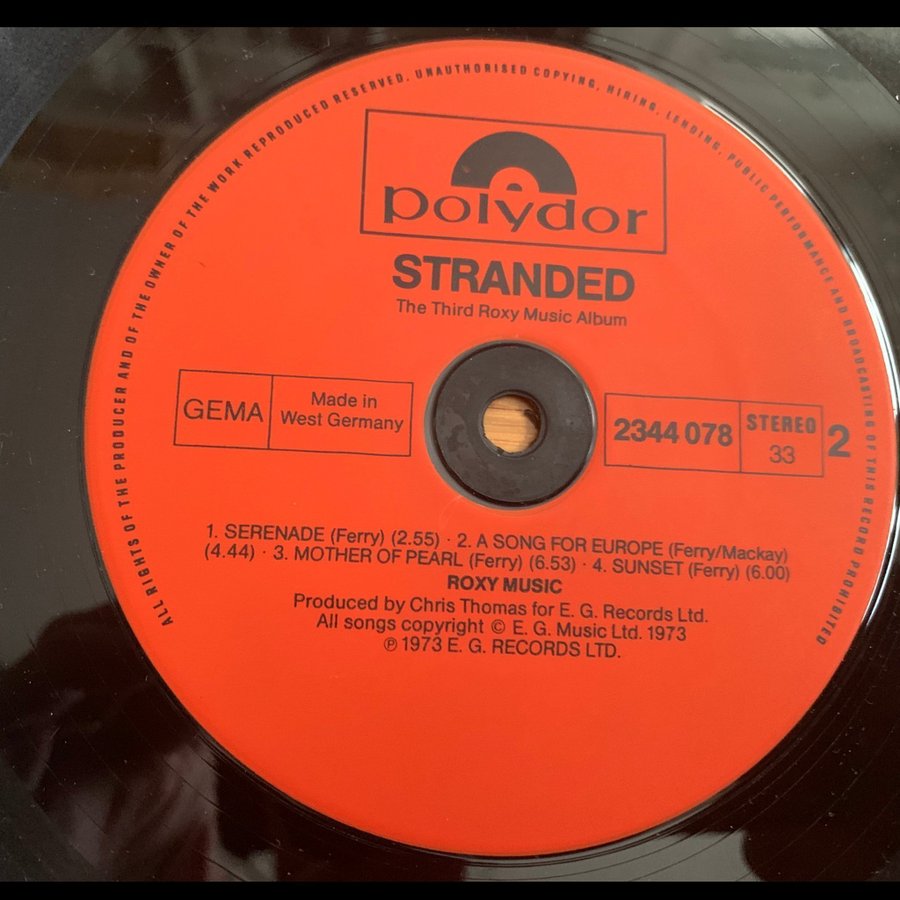 ALL RIGHTS OF THE PRODUCER AND OF THE OWNER OF THE WORK REPRODUCED RESERVED. UNAUTHORISED COPYING, HIRING, LENDING, PUBLIC PERFORMANCE AND BROADCASTING OF THIS RECORD PROHIBITED
polydor
STRANDED
The Third Roxy Music Album
GEMA
Made in
West Germany
2344 078
STEREO
33
2
1. SERENADE (Ferry) (2.55) · 2. A SONG FOR EUROPE (Ferry/Mackay)
(4.44) · 3. MOTHER OF PEARL (Ferry) (6.53) · 4. SUNSET (Ferry) (6.00)
ROXY MUSIC
Produced by Chris Thomas for E. G. Records Ltd.
All songs copyright © E. G. Music Ltd. 1973
℗ 1973 E. G. RECORDS LTD.